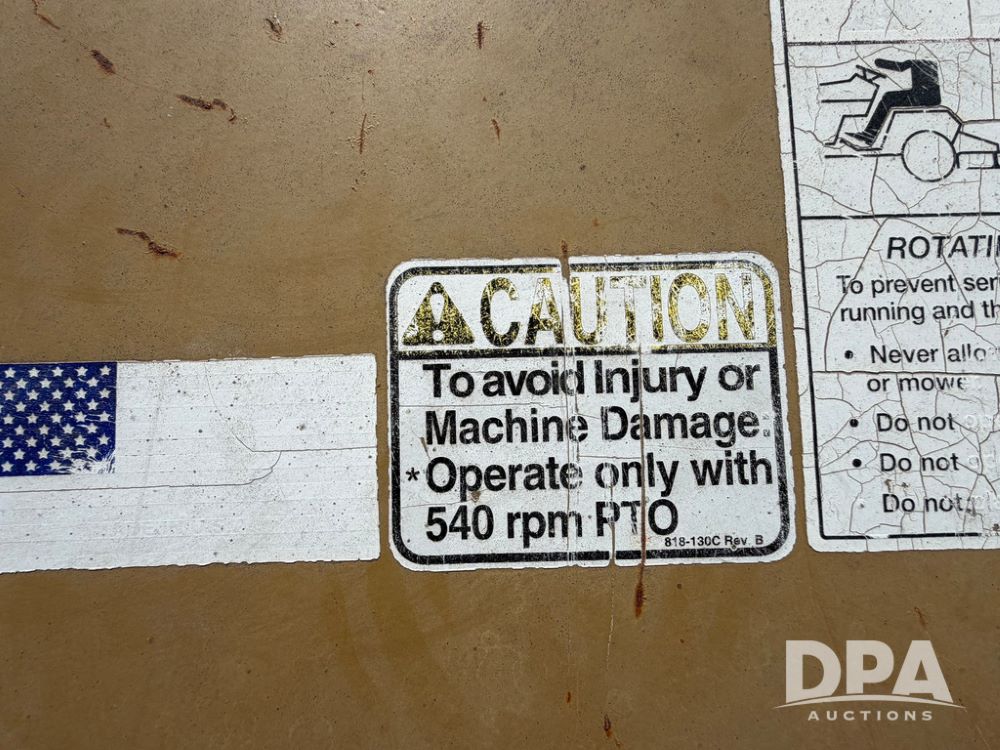 CAUTION
To avoid Injury or
Machine Damage:
*Operate only with
540 rpm PTO
818-130C Rev. B
ROTATI
To prevent ser
running and th
• Never allo
or mowe
• Do not
• Do not
Do not
DPA
AUCTIONS